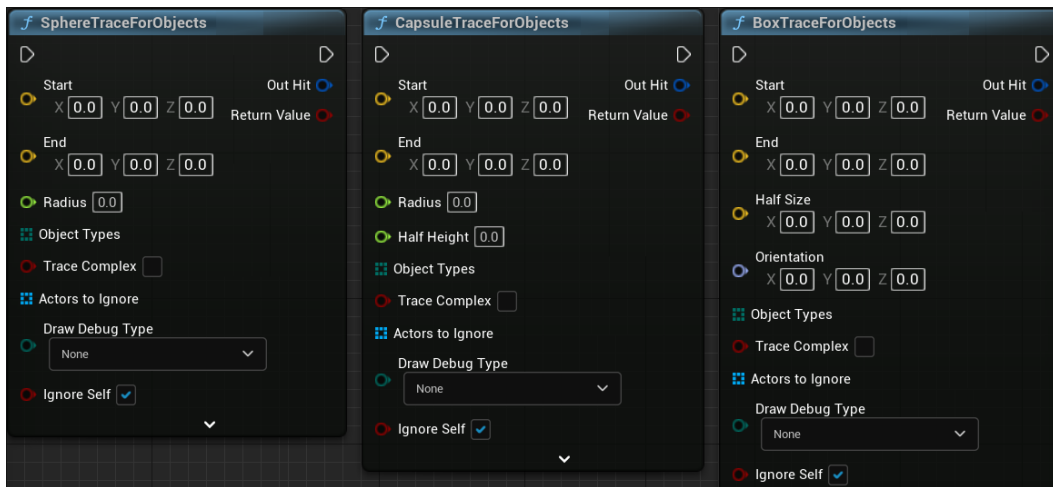 SphereTraceForObjects
Start
Out Hit
X 0.0 Y 0.0 Z 0.0
Return Value
End
X 0.0 Y 0.0 Z 0.0
Radius 0.0
Object Types
Trace Complex
Actors to Ignore
Draw Debug Type
None
Ignore Self
CapsuleTraceForObjects
Start
Out Hit
X 0.0 Y 0.0 Z 0.0
Return Value
End
X 0.0 Y 0.0 Z 0.0
Radius 0.0
Half Height 0.0
Object Types
Trace Complex
Actors to Ignore
Draw Debug Type
None
Ignore Self
BoxTraceForObjects
Start
Out Hit
X 0.0 Y 0.0 Z 0.0
Return Value
End
X 0.0 Y 0.0 Z 0.0
Half Size
X 0.0 Y 0.0 Z 0.0
Orientation
X 0.0 Y 0.0 Z 0.0
Object Types
Trace Complex
Actors to Ignore
Draw Debug Type
None
Ignore Self